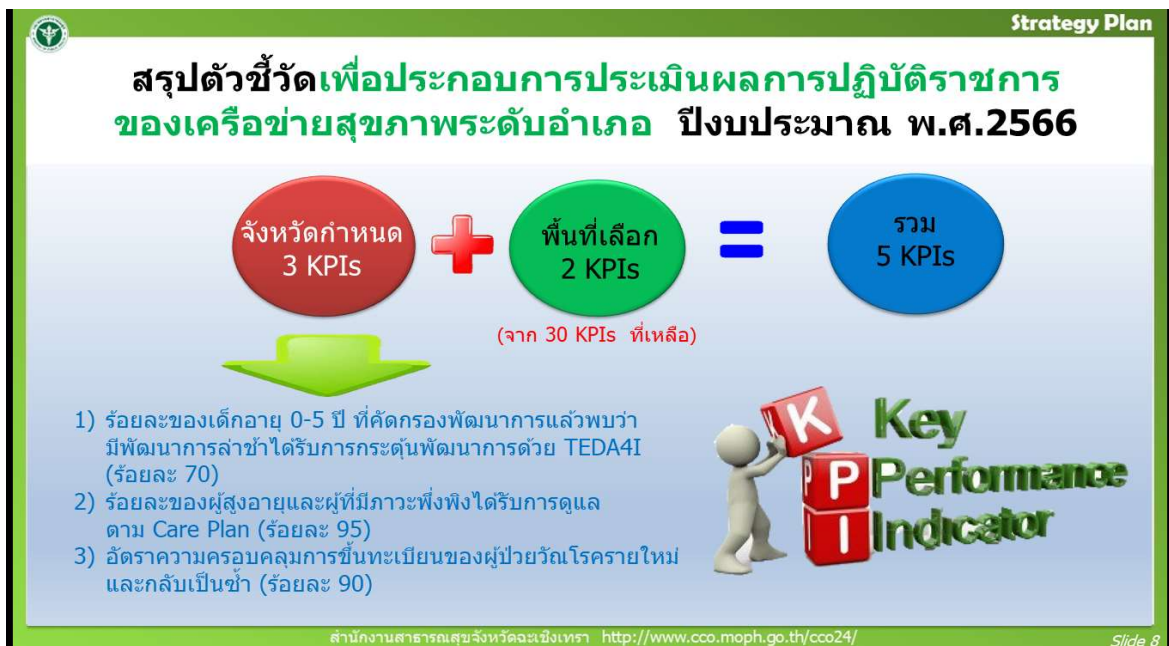 Strategy Plan
สรุปตัวชี้วัดเพื่อประกอบการประเมินผลการปฏิบัติราชการ
ของเครือข่ายสุขภาพระดับอำเภอ ปีงบประมาณ พ.ศ.2566
จังหวัดกำหนด
3 KPIs
พื้นที่เลือก
2 KPIs
รวม
5 KPIs
(จาก 30 KPIs ที่เหลือ)
1) ร้อยละของเด็กอายุ 0-5 ปี ที่คัดกรองพัฒนาการแล้วพบว่า
มีพัฒนาการล่าช้าได้รับการกระตุ้นพัฒนาการด้วย TEDA4I
(ร้อยละ 70)
2) ร้อยละของผู้สูงอายุและผู้ที่มีภาวะพึ่งพิงได้รับการดูแล
ตาม Care Plan (ร้อยละ 95)
3) อัตราความครอบคลุมการขึ้นทะเบียนของผู้ป่วยวัณโรครายใหม่
และกลับเป็นซ้ำ (ร้อยละ 90)
Key
Performance
Indicator
K
P
I
สำนักงานสาธารณสุขจังหวัดฉะเชิงเทรา http://www.cco.moph.go.th/cco24/
Slide 8